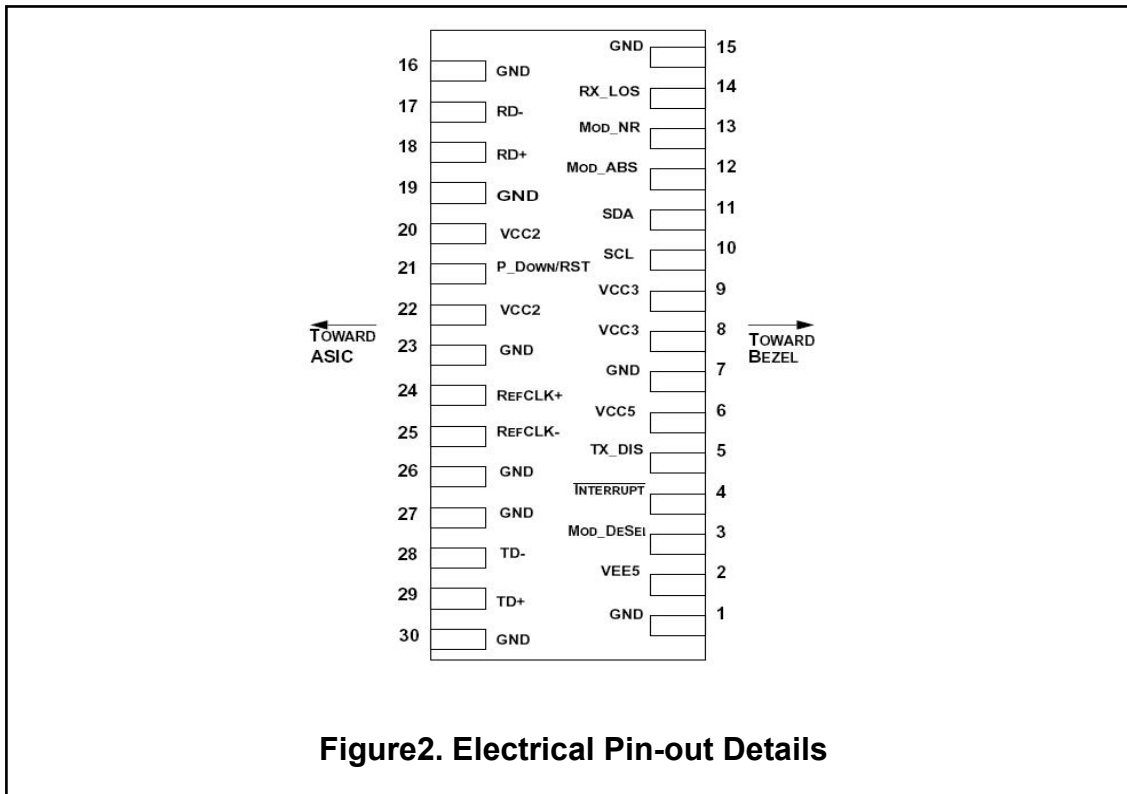 GND 15
16 GND
RX_LOS 14
17 RD-
MOD_NR 13
18 RD+
MOD_ABS 12
19 GND
SDA 11
20 VCC2
SCL 10
21 P_DOWN/RST
VCC3 9
22 VCC2
VCC3 8
TOWARD
ASIC
TOWARD
BEZEL
23 GND
GND 7
24 REFCLK+
VCC5 6
25 REFCLK-
TX_DIS 5
26 GND
INTERRUPT 4
27 GND
MOD_DESEI 3
28 TD-
VEE5 2
29 TD+
GND 1
30 GND
Figure2. Electrical Pin-out Details